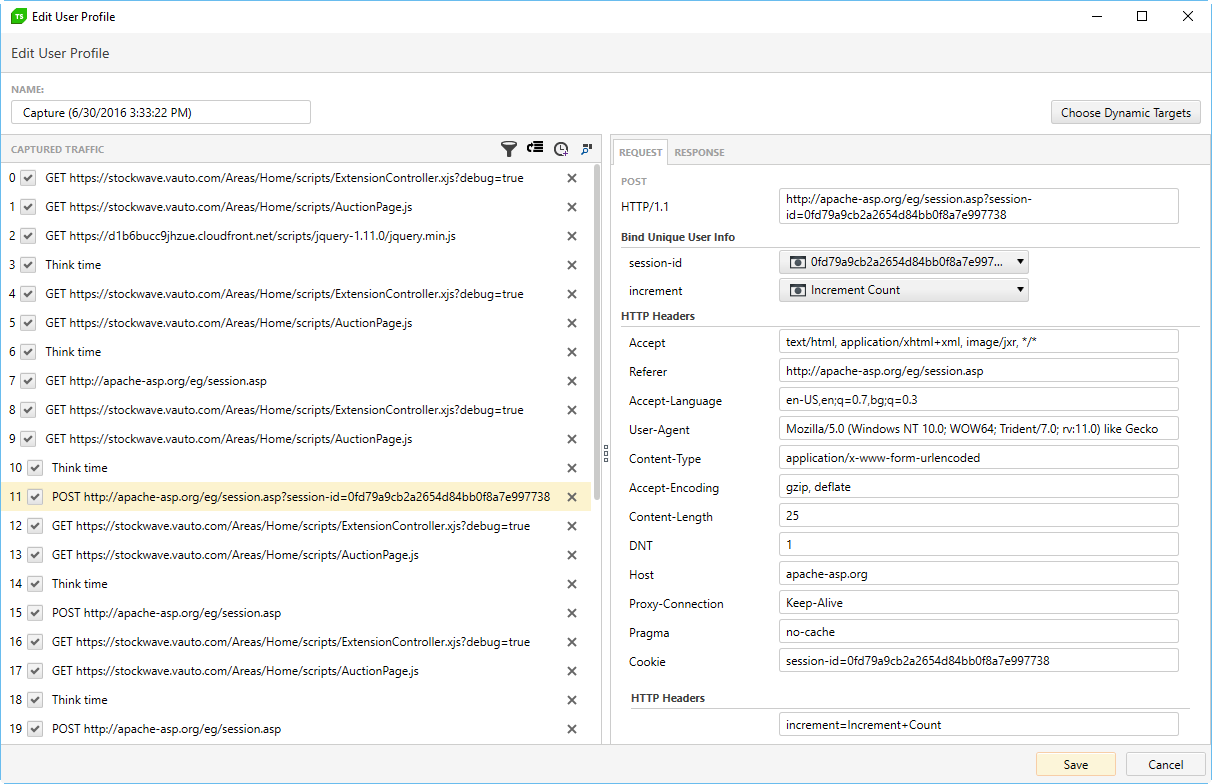 TS Edit User Profile
Edit User Profile
NAME:
Capture (6/30/2016 3:33:22 PM)
Choose Dynamic Targets
CAPTURED TRAFFIC
0 GET https://stockwave.vauto.com/Areas/Home/scripts/ExtensionController.xjs?debug=true
1 GET https://stockwave.vauto.com/Areas/Home/scripts/AuctionPage.js
2 GET https://d1b6bucc9jhzue.cloudfront.net/scripts/jquery-1.11.0/jquery.min.js
3 Think time
4 GET https://stockwave.vauto.com/Areas/Home/scripts/ExtensionController.xjs?debug=true
5 GET https://stockwave.vauto.com/Areas/Home/scripts/AuctionPage.js
6 Think time
7 GET http://apache-asp.org/eg/session.asp
8 GET https://stockwave.vauto.com/Areas/Home/scripts/ExtensionController.xjs?debug=true
9 GET https://stockwave.vauto.com/Areas/Home/scripts/AuctionPage.js
10 Think time
11 POST http://apache-asp.org/eg/session.asp?session-id=0fd79a9cb2a2654d84bb0f8a7e997738
12 GET https://stockwave.vauto.com/Areas/Home/scripts/ExtensionController.xjs?debug=true
13 GET https://stockwave.vauto.com/Areas/Home/scripts/AuctionPage.js
14 Think time
15 POST http://apache-asp.org/eg/session.asp
16 GET https://stockwave.vauto.com/Areas/Home/scripts/ExtensionController.xjs?debug=true
17 GET https://stockwave.vauto.com/Areas/Home/scripts/AuctionPage.js
18 Think time
19 POST http://apache-asp.org/eg/session.asp
REQUEST RESPONSE
POST
HTTP/1.1 http://apache-asp.org/eg/session.asp?session-
id=0fd79a9cb2a2654d84bb0f8a7e997738
Bind Unique User Info
session-id 0fd79a9cb2a2654d84bb0f8a7e997...
increment Increment Count
HTTP Headers
Accept text/html, application/xhtml+xml, image/jxr, */*
Referer http://apache-asp.org/eg/session.asp
Accept-Language en-US,en;q=0.7,bg;q=0.3
User-Agent Mozilla/5.0 (Windows NT 10.0; WOW64; Trident/7.0; rv:11.0) like Gecko
Content-Type application/x-www-form-urlencoded
Accept-Encoding gzip, deflate
Content-Length 25
DNT 1
Host apache-asp.org
Proxy-Connection Keep-Alive
Pragma no-cache
Cookie session-id=0fd79a9cb2a2654d84bb0f8a7e997738
HTTP Headers
increment=Increment+Count
Save Cancel